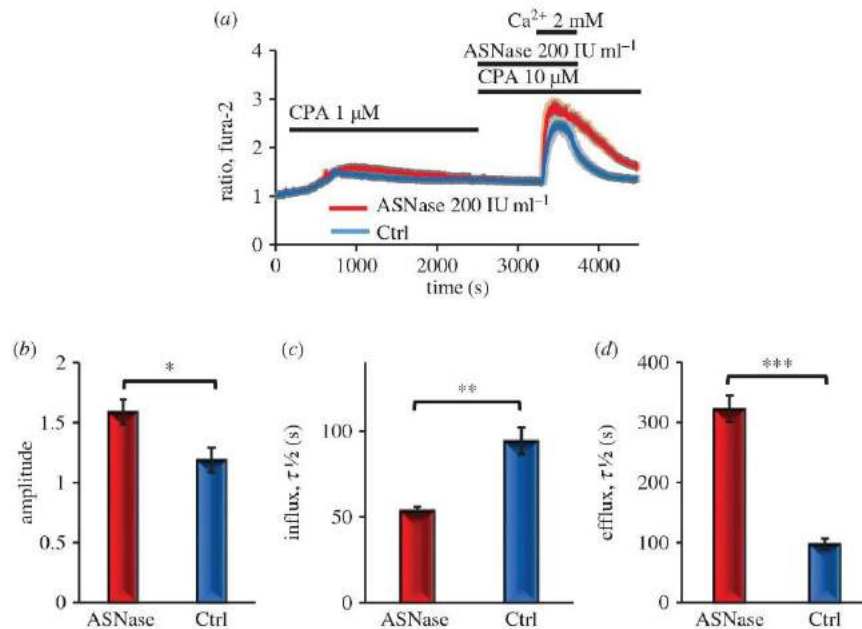 (a)
Ca²⁺ 2 mM
ASNase 200 IU ml⁻¹
CPA 10 µM
CPA 1 µM
4
3
2
1
0
ratio, fura-2
ASNase 200 IU ml⁻¹
Ctrl
0 1000 2000 3000 4000
time (s)
(b)
2
1.5
1
0.5
0
amplitude
*
ASNase Ctrl
(c)
100
50
0
influx, τ½ (s)
**
ASNase Ctrl
(d)
400
300
200
100
0
efflux, τ½ (s)
***
ASNase Ctrl